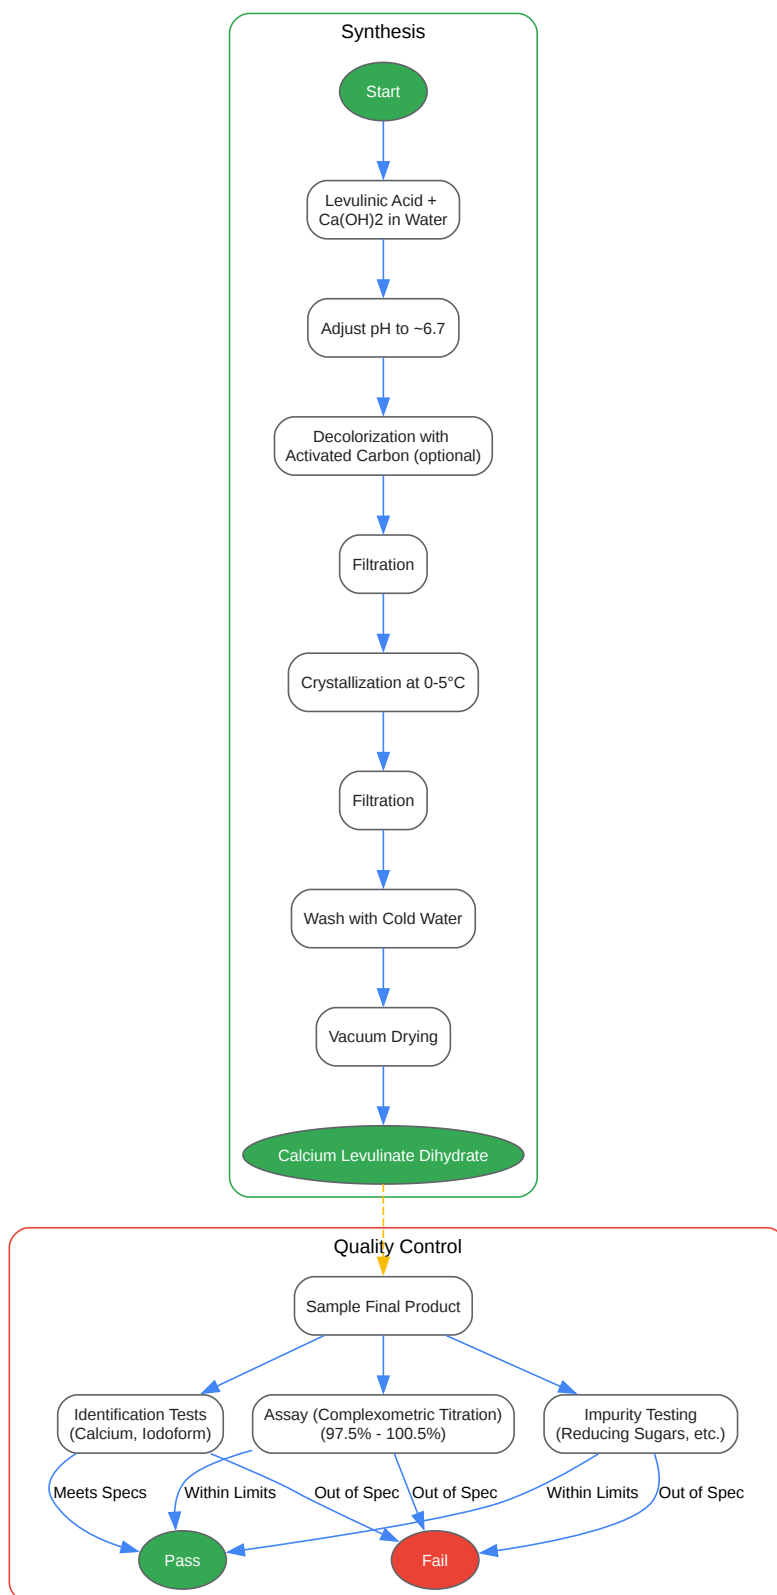 Synthesis
Start
Levulinic Acid +
Ca(OH)2 in Water
Adjust pH to ~6.7
Decolorization with
Activated Carbon (optional)
Filtration
Crystallization at 0-5°C
Filtration
Wash with Cold Water
Vacuum Drying
Calcium Levulinate Dihydrate
Quality Control
Sample Final Product
Identification Tests
(Calcium, Iodoform)
Assay (Complexometric Titration)
(97.5% - 100.5%)
Impurity Testing
(Reducing Sugars, etc.)
Meets Specs
Within Limits
Out of Spec
Out of Spec
Within Limits
Out of Spec
Pass
Fail